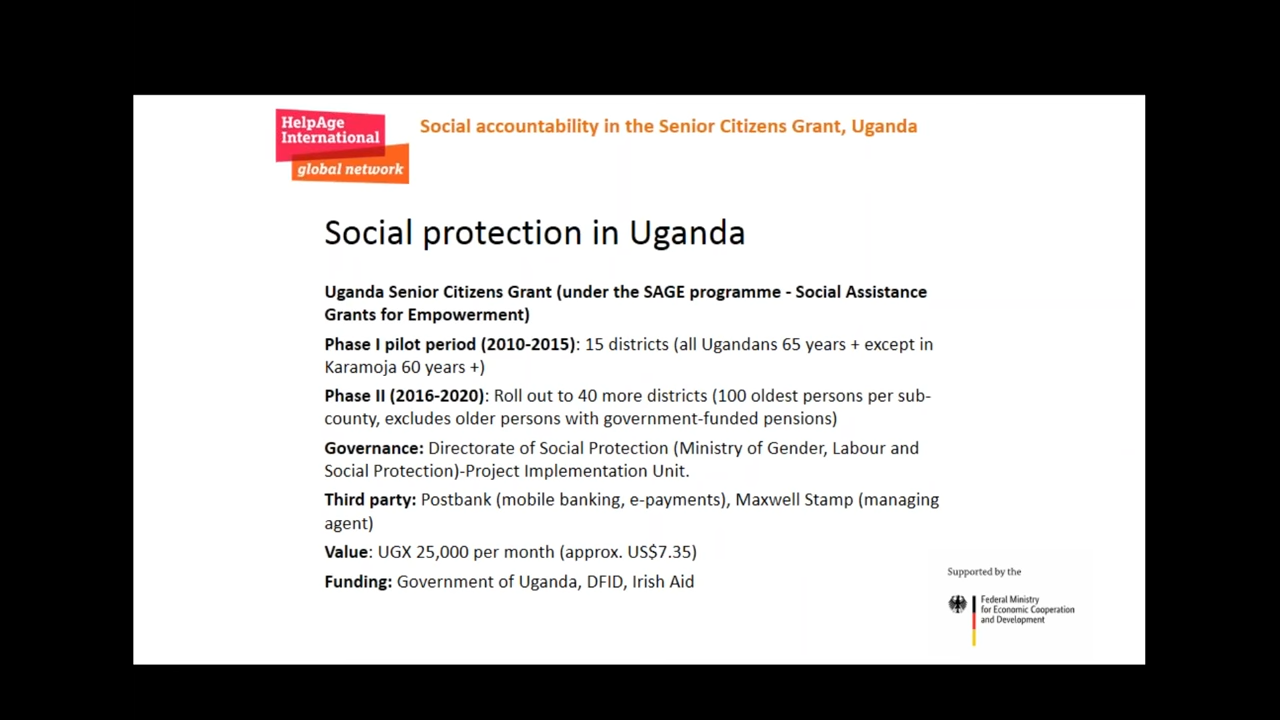 HelpAge
International
global network
Social accountability in the Senior Citizens Grant, Uganda
Social protection in Uganda
Uganda Senior Citizens Grant (under the SAGE programme - Social Assistance
Grants for Empowerment)
Phase I pilot period (2010-2015): 15 districts (all Ugandans 65 years + except in
Karamoja 60 years +)
Phase II (2016-2020): Roll out to 40 more districts (100 oldest persons per sub-
county, excludes older persons with government-funded pensions)
Governance: Directorate of Social Protection (Ministry of Gender, Labour and
Social Protection)-Project Implementation Unit.
Third party: Postbank (mobile banking, e-payments), Maxwell Stamp (managing
agent)
Value: UGX 25,000 per month (approx. US$7.35)
Funding: Government of Uganda, DFID, Irish Aid
Supported by the
Federal Ministry
for Economic Cooperation
and Development